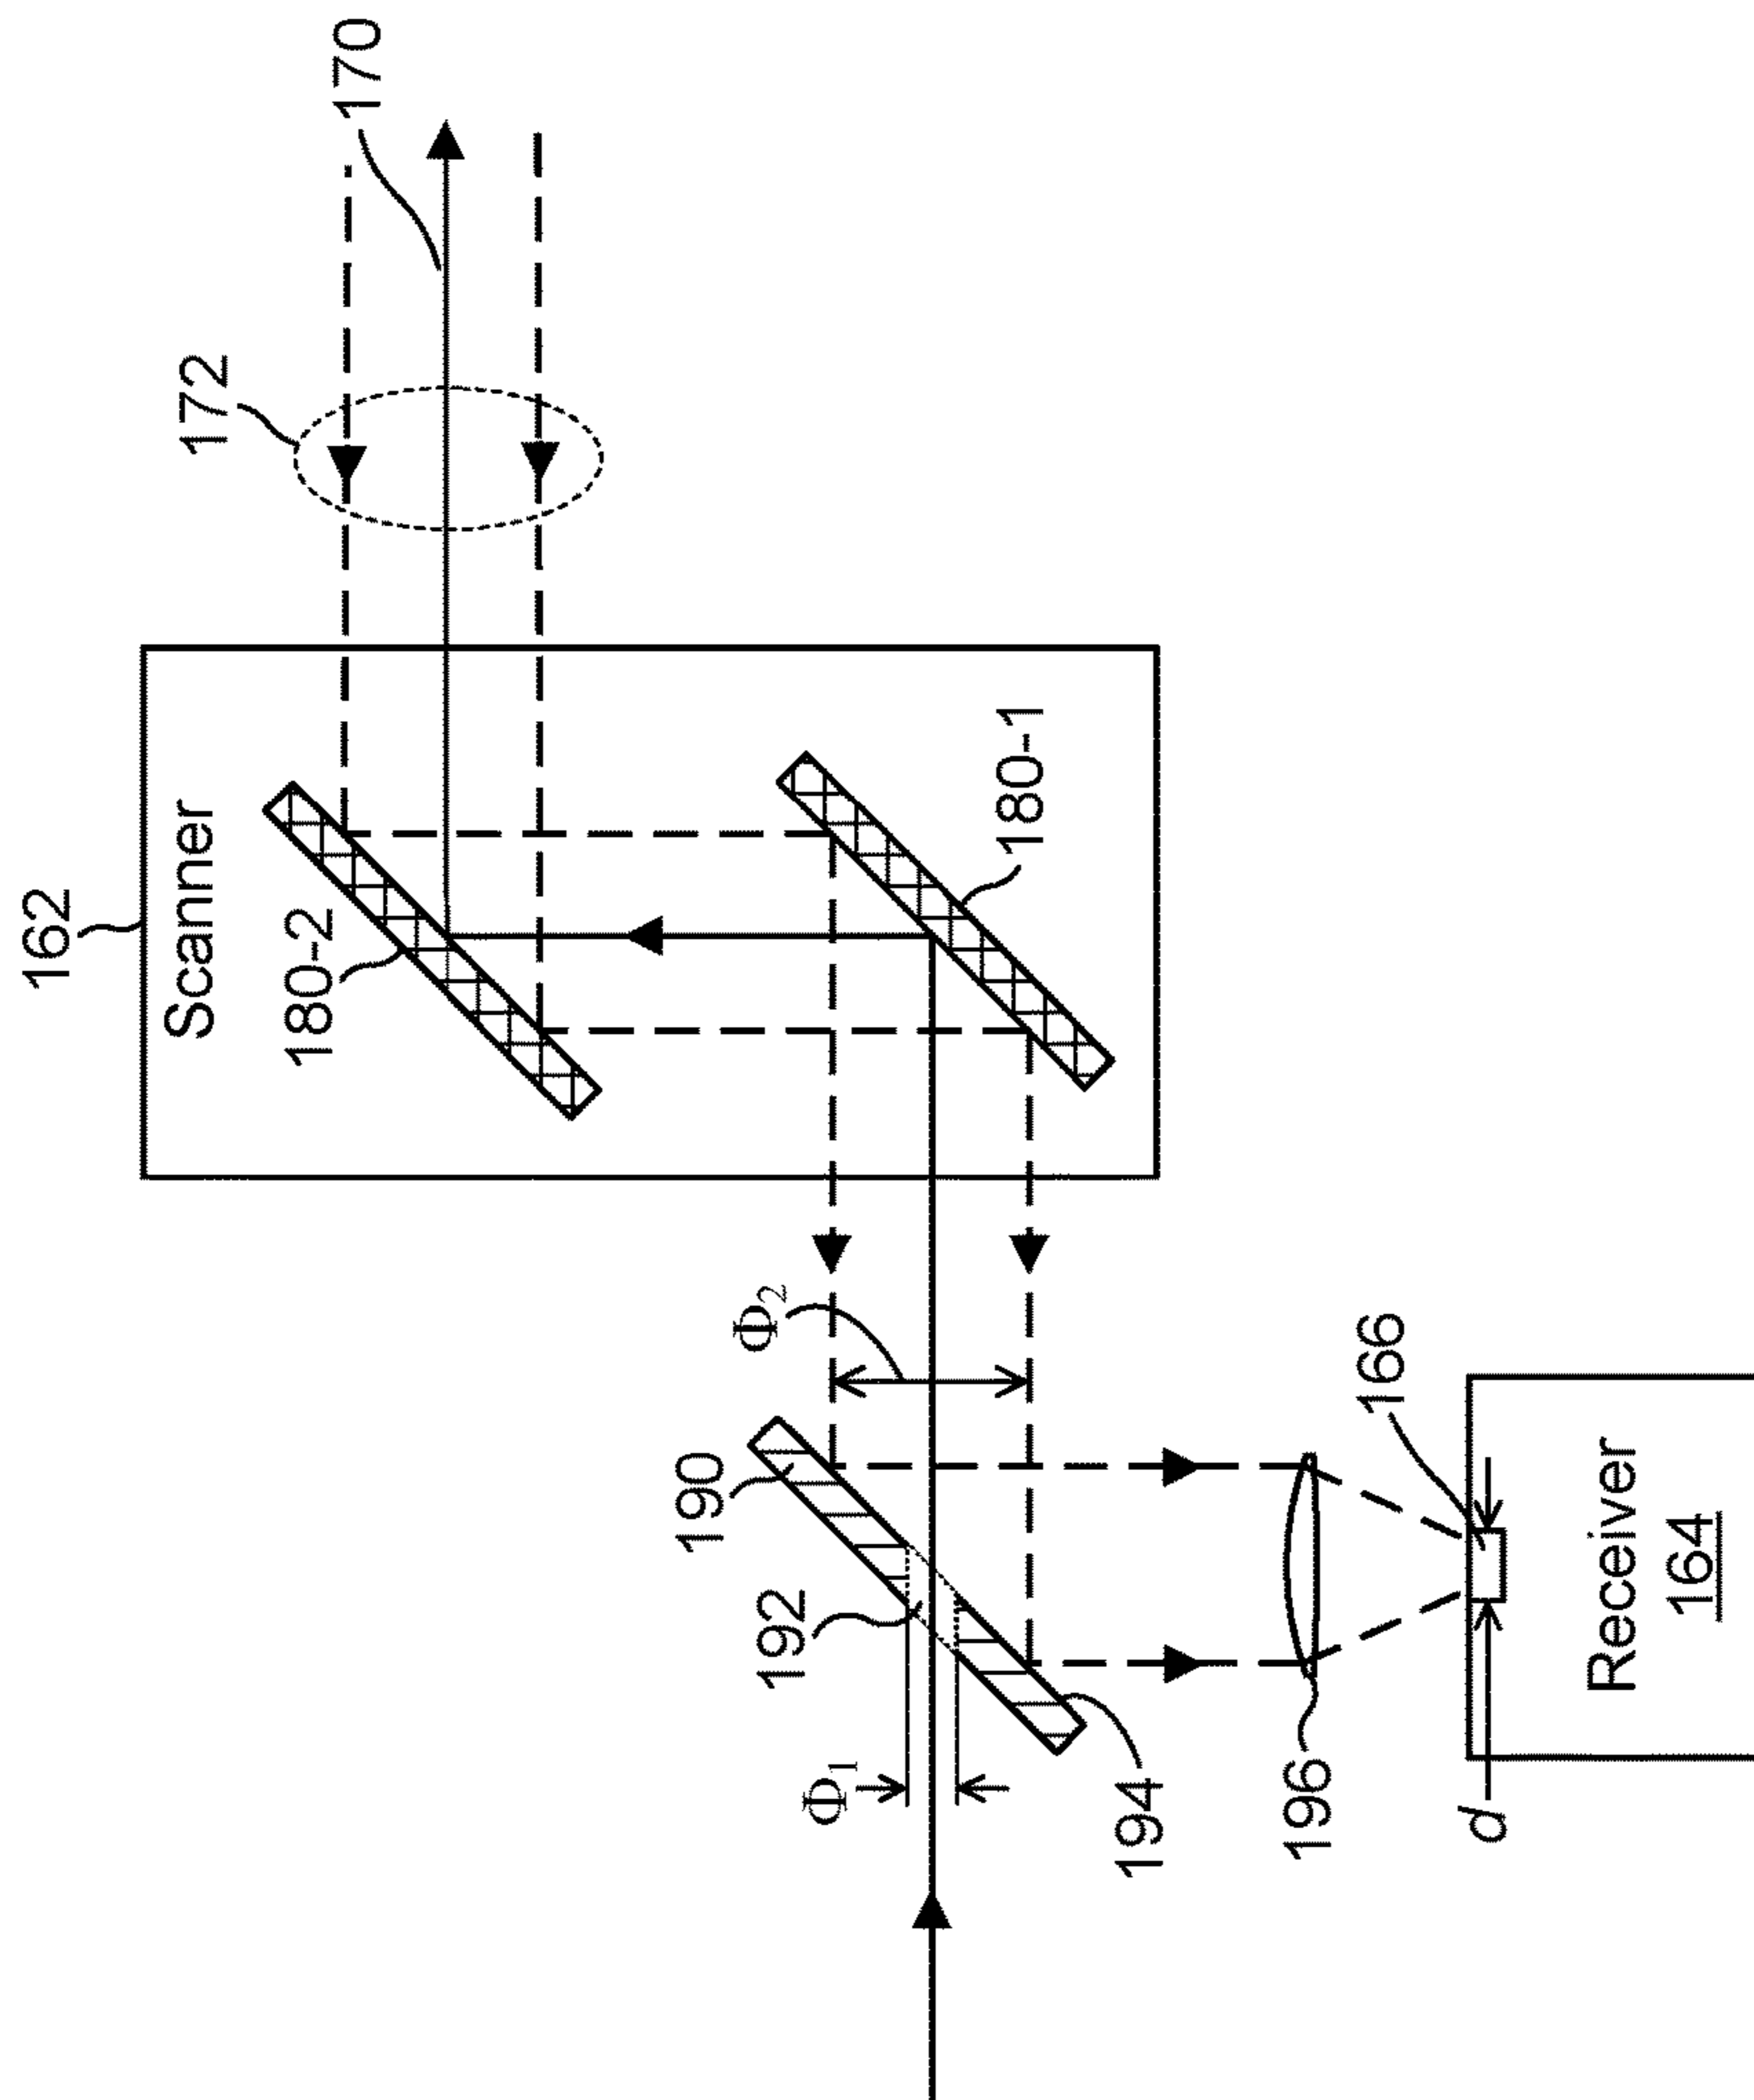 162
Scanner
172
180-2
170
190
Φ₂
192
Φ₁
180-1
194
196
166
d
Receiver
164